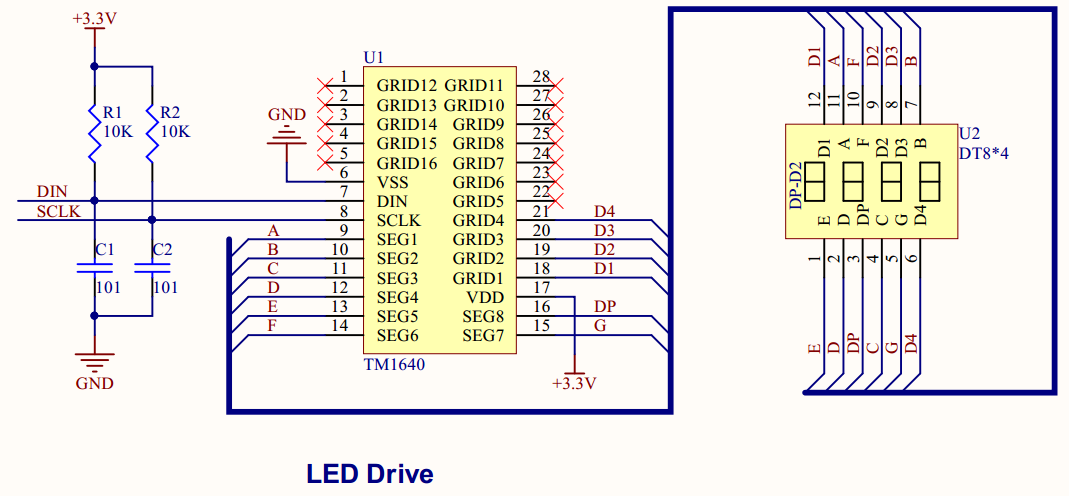 +3.3V
R1
10K
R2
10K
DIN
SCLK
C1
101
C2
101
GND
GND
U1
1 GRID12 GRID11 28
2 GRID13 GRID10 27
3 GRID14 GRID9 26
4 GRID15 GRID8 25
5 GRID16 GRID7 24
6 VSS GRID6 23
7 DIN GRID5 22
8 SCLK GRID4 21 D4
A 9 SEG1 GRID3 20 D3
B 10 SEG2 GRID2 19 D2
C 11 SEG3 GRID1 18 D1
D 12 SEG4 VDD 17
E 13 SEG5 SEG8 16 DP
F 14 SEG6 SEG7 15 G
TM1640
+3.3V
D1 A F D2 D3 B
12 11 10 9 8 7
U2
DT8*4
D1 A F D2 D3 B
DP-D2
E D DP C G D4
1 2 3 4 5 6
E D DP C G D4
LED Drive